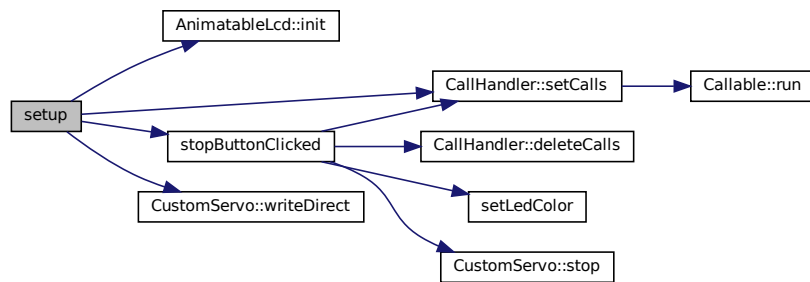 AnimatableLcd::init
CallHandler::setCalls
Callable::run
setup
stopButtonClicked
CallHandler::deleteCalls
CustomServo::writeDirect
setLedColor
CustomServo::stop